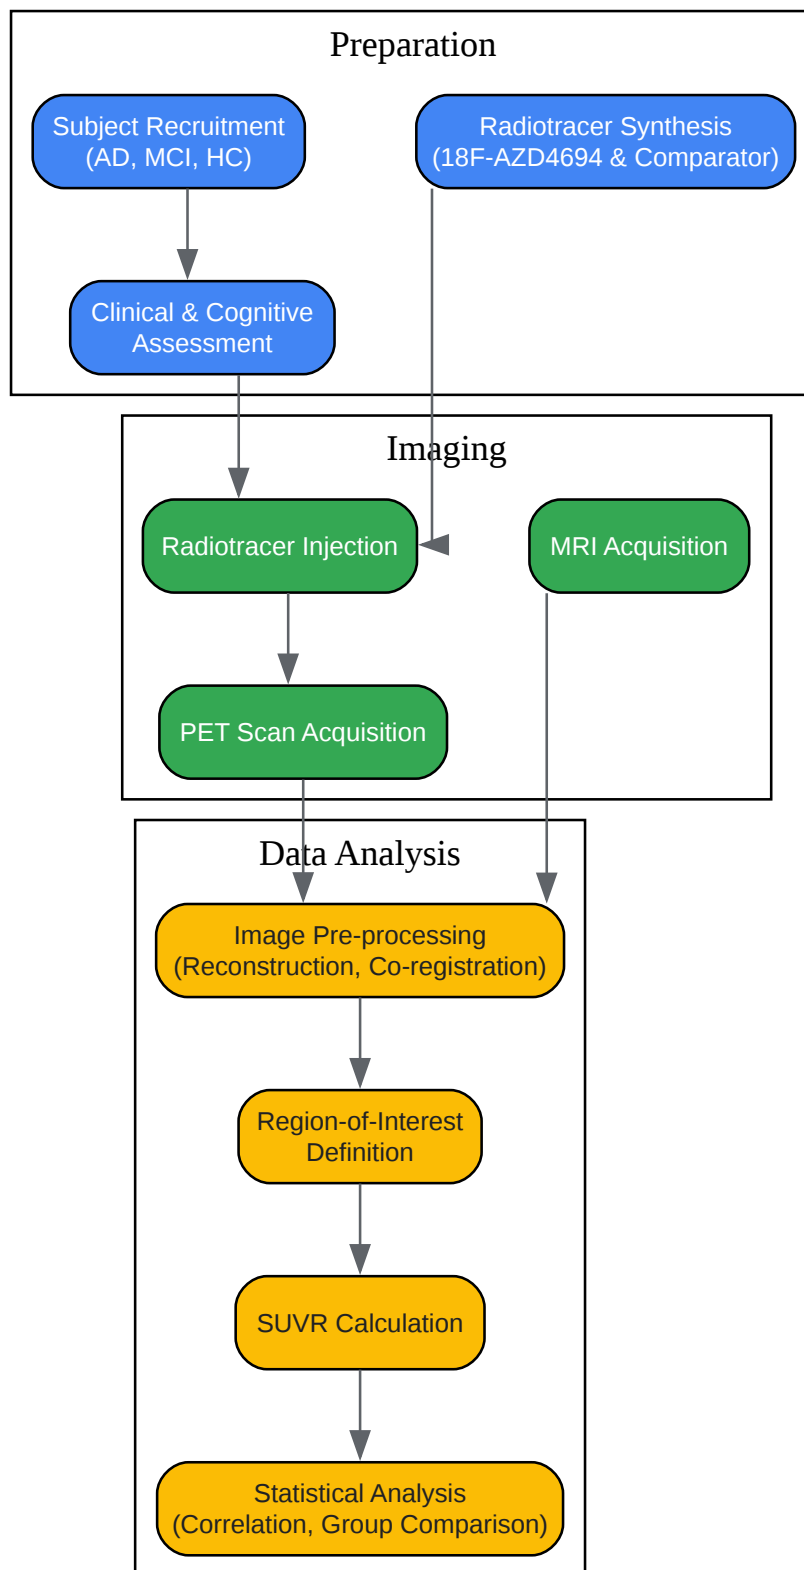 Preparation
Subject Recruitment
(AD, MCI, HC)
Radiotracer Synthesis
(18F-AZD4694 & Comparator)
Clinical & Cognitive
Assessment
Imaging
Radiotracer Injection
MRI Acquisition
PET Scan Acquisition
Data Analysis
Image Pre-processing
(Reconstruction, Co-registration)
Region-of-Interest
Definition
SUVR Calculation
Statistical Analysis
(Correlation, Group Comparison)